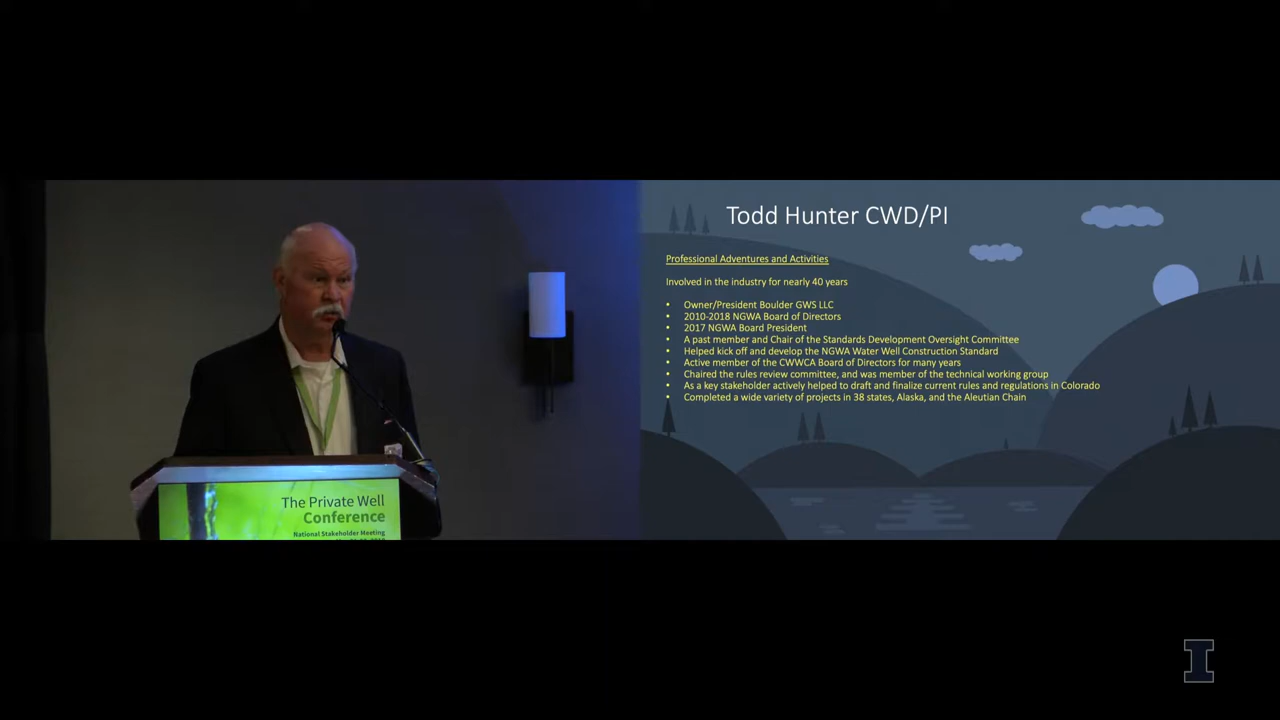 Todd Hunter CWD/PI
Professional Adventures and Activities
Involved in the industry for nearly 40 years
• Owner/President Boulder GWS LLC
• 2010-2018 NGWA Board of Directors
• 2017 NGWA Board President
• A past member and Chair of the Standards Development Oversight Committee
• Helped kick off and develop the NGWA Water Well Construction Standard
• Active member of the CWWCA Board of Directors for many years
• Chaired the rules review committee, and was member of the technical working group
• As a key stakeholder actively helped to draft and finalize current rules and regulations in Colorado
• Completed a wide variety of projects in 38 states, Alaska, and the Aleutian Chain
The Private Well
Conference
National Stakeholder Meeting
I